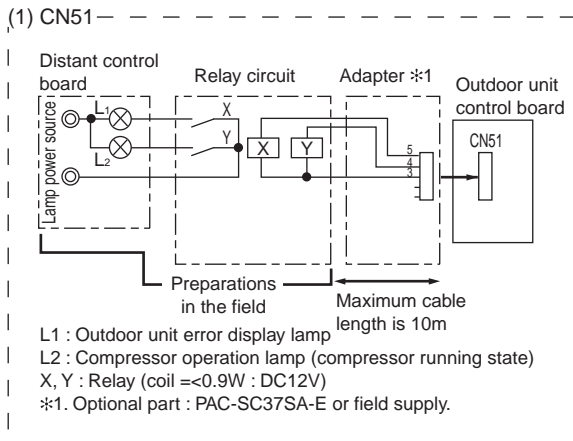 (1) CN51
Distant control
board
Relay circuit
Adapter ✻1
Outdoor unit
control board
Lamp power source
L1
L2
X
Y
X
Y
5
4
3
CN51
Preparations
in the field
Maximum cable
length is 10m
L1 : Outdoor unit error display lamp
L2 : Compressor operation lamp (compressor running state)
X, Y : Relay (coil =<0.9W : DC12V)
✻1. Optional part : PAC-SC37SA-E or field supply.